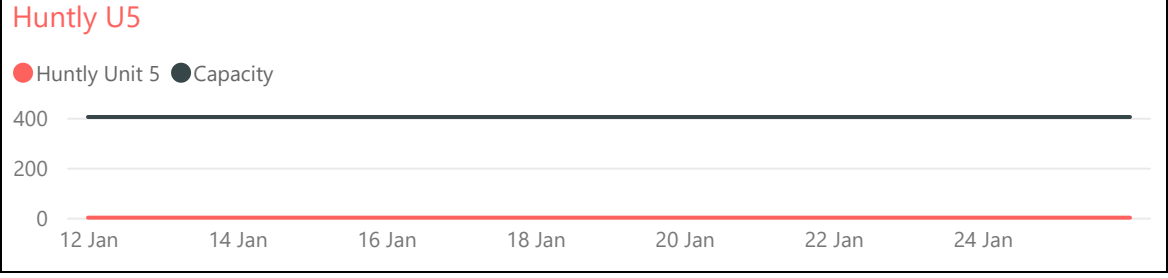 Huntly U5
Huntly Unit 5 Capacity
400
200
0
12 Jan 14 Jan 16 Jan 18 Jan 20 Jan 22 Jan 24 Jan